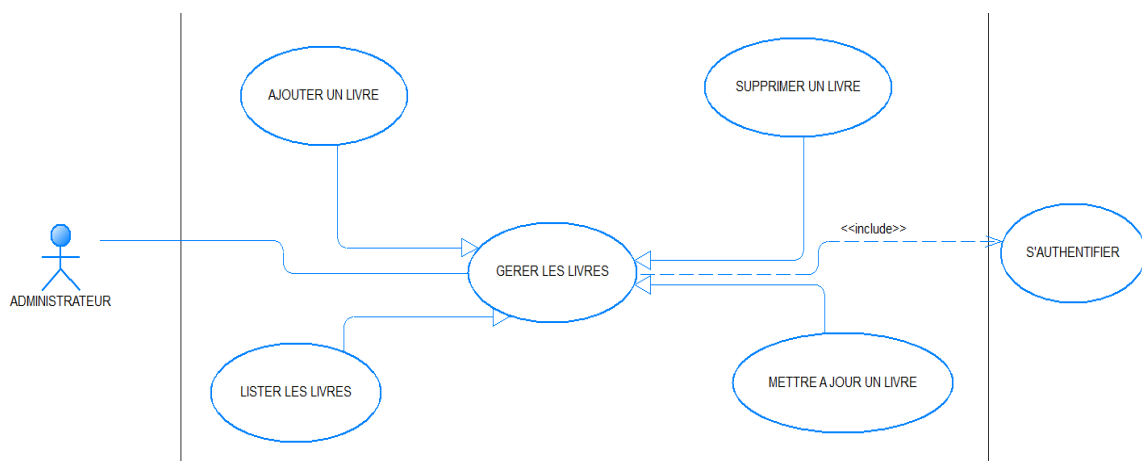 AJOUTER UN LIVRE
SUPPRIMER UN LIVRE
<<include>>
S'AUTHENTIFIER
GERER LES LIVRES
ADMINISTRATEUR
LISTER LES LIVRES
METTRE A JOUR UN LIVRE